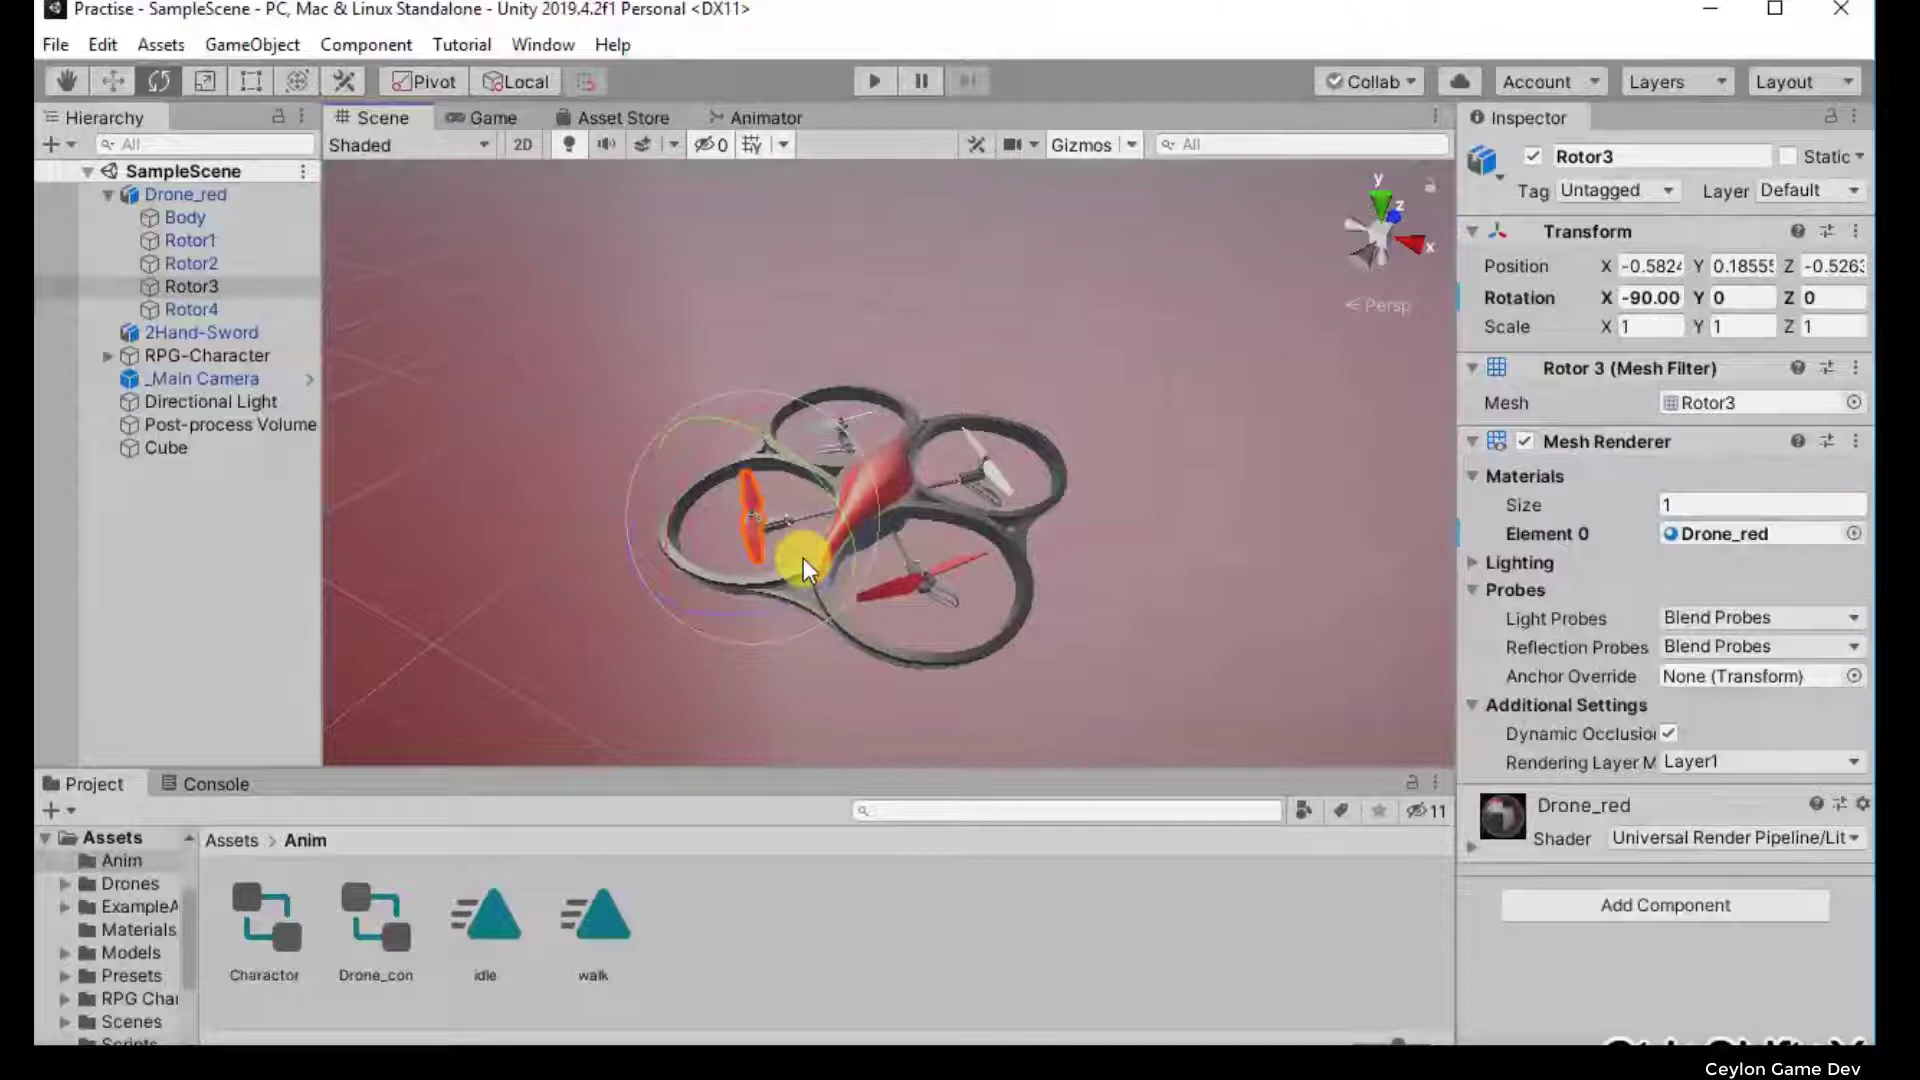 Practise - SampleScene - PC, Mac & Linux Standalone - Unity 2019.4.2f1 Personal <DX11>
File Edit Assets GameObject Component Tutorial Window Help
Pivot Local Collab Account Layers Layout
Hierarchy
All
SampleScene
Drone_red
Body
Rotor1
Rotor2
Rotor3
Rotor4
2Hand-Sword
RPG-Character
_Main Camera
Directional Light
Post-process Volume
Cube
Scene Game Asset Store Animator
Shaded 2D 0 Gizmos All
y
z
x
Persp
Inspector
Rotor3 Static
Tag Untagged Layer Default
Transform
Position X -0.5824 Y 0.1855 Z -0.526
Rotation X -90.00 Y 0 Z 0
Scale X 1 Y 1 Z 1
Rotor 3 (Mesh Filter)
Mesh Rotor3
Mesh Renderer
Materials
Size 1
Element 0 Drone_red
Lighting
Probes
Light Probes Blend Probes
Reflection Probes Blend Probes
Anchor Override None (Transform)
Additional Settings
Dynamic Occlusio
Rendering Layer M Layer1
Drone_red
Shader Universal Render Pipeline/Lit
Add Component
Project Console
11
Assets
Anim
Drones
ExampleA
Materials
Models
Presets
RPG Cha
Scenes
Scripts
Assets > Anim
Charactor Drone_con idle walk
Ceylon Game Dev